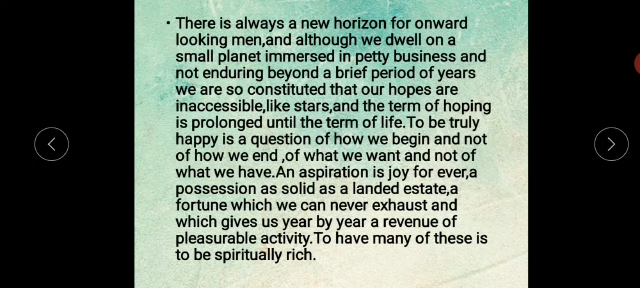 • There is always a new horizon for onward
looking men,and although we dwell on a
small planet immersed in petty business and
not enduring beyond a brief period of years
we are so constituted that our hopes are
inaccessible,like stars,and the term of hoping
is prolonged until the term of life.To be truly
happy is a question of how we begin and not
of how we end ,of what we want and not of
what we have.An aspiration is joy for ever,a
possession as solid as a landed estate,a
fortune which we can never exhaust and
which gives us year by year a revenue of
pleasurable activity.To have many of these is
to be spiritually rich.